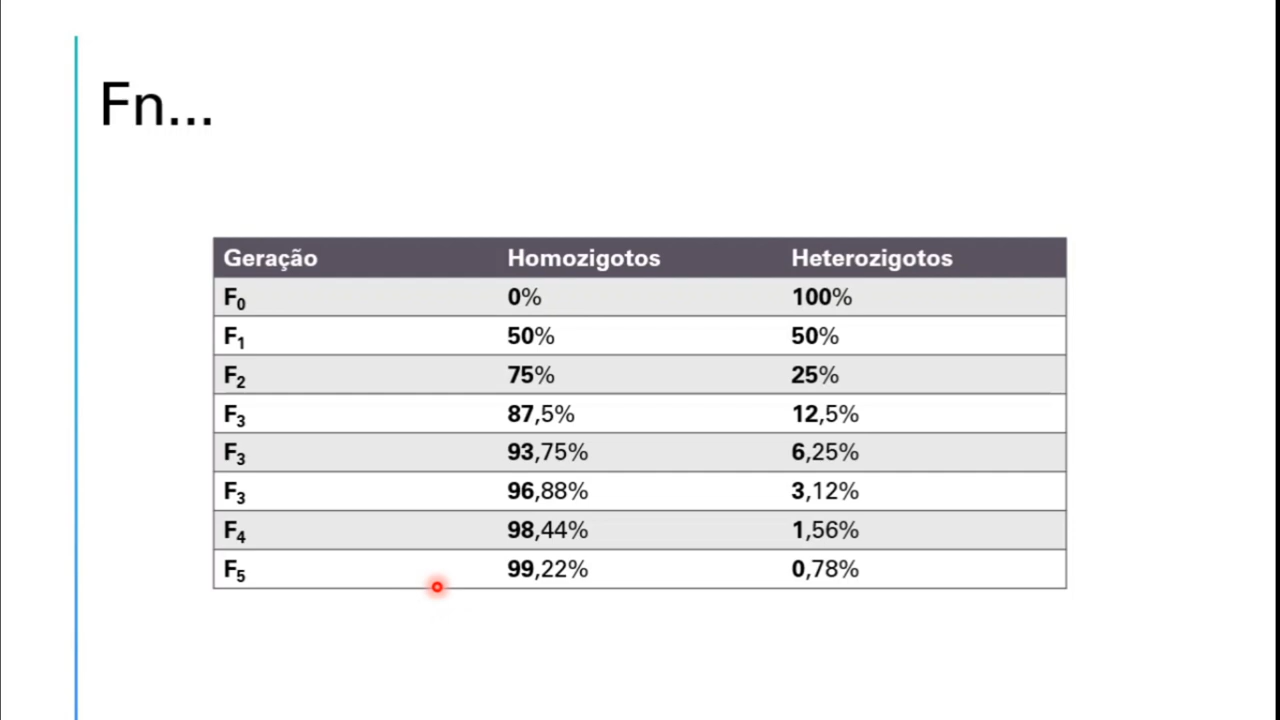 Fn...
Geração Homozigotos Heterozigotos
F₀ 0% 100%
F₁ 50% 50%
F₂ 75% 25%
F₃ 87,5% 12,5%
F₃ 93,75% 6,25%
F₃ 96,88% 3,12%
F₄ 98,44% 1,56%
F₅ 99,22% 0,78%